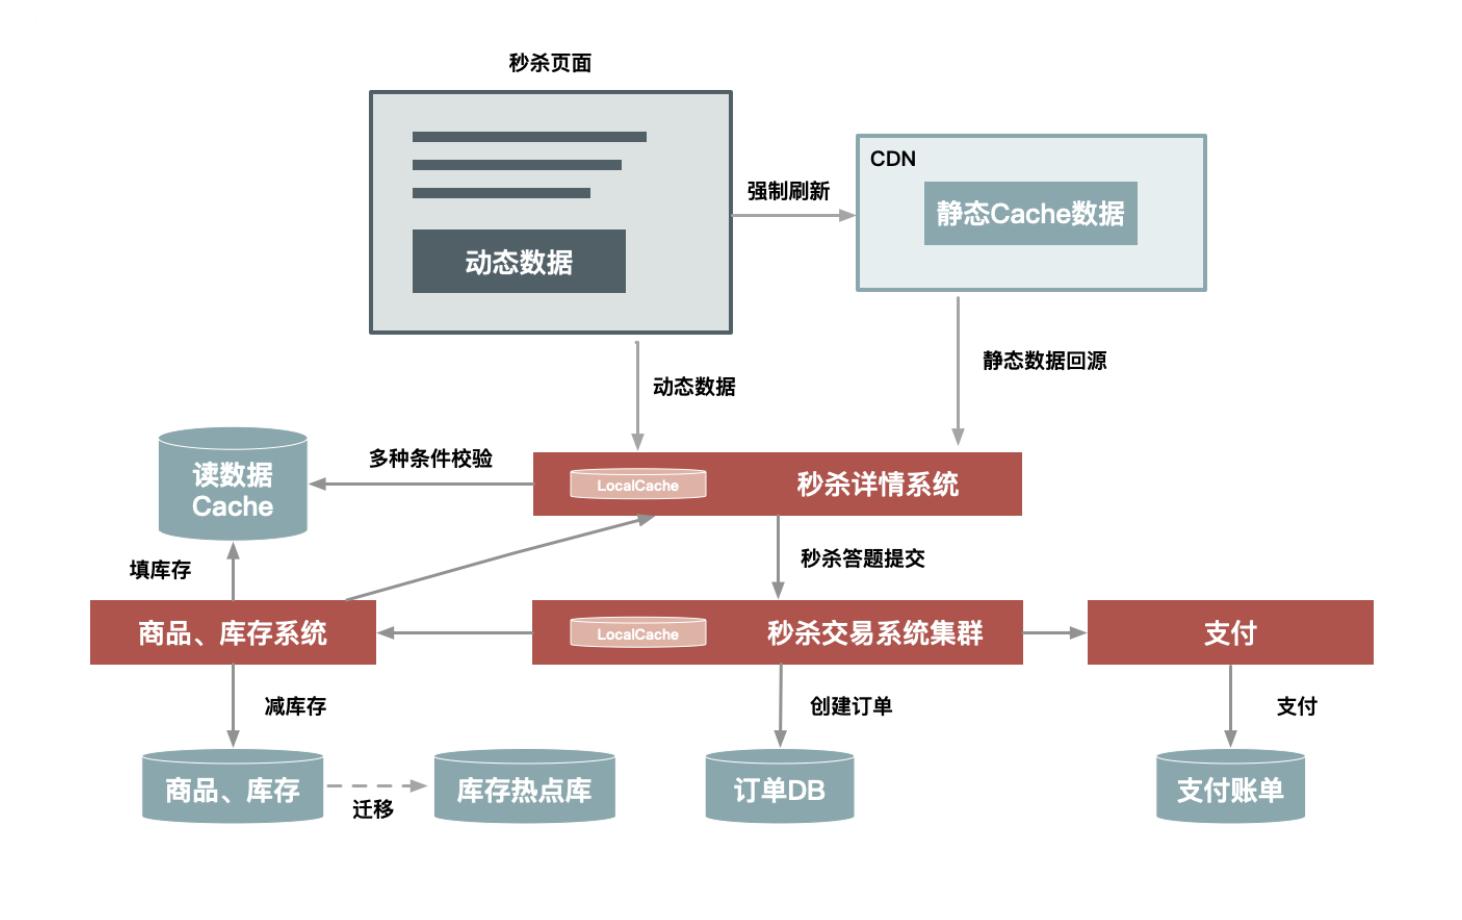 秒杀页面
CDN
强制刷新
静态Cache数据
动态数据
静态数据回源
动态数据
多种条件校验
读数据
Cache
LocalCache
秒杀详情系统
填库存
秒杀答题提交
商品、库存系统
LocalCache
秒杀交易系统集群
支付
减库存
创建订单
支付
商品、库存
迁移
库存热点库
订单DB
支付账单